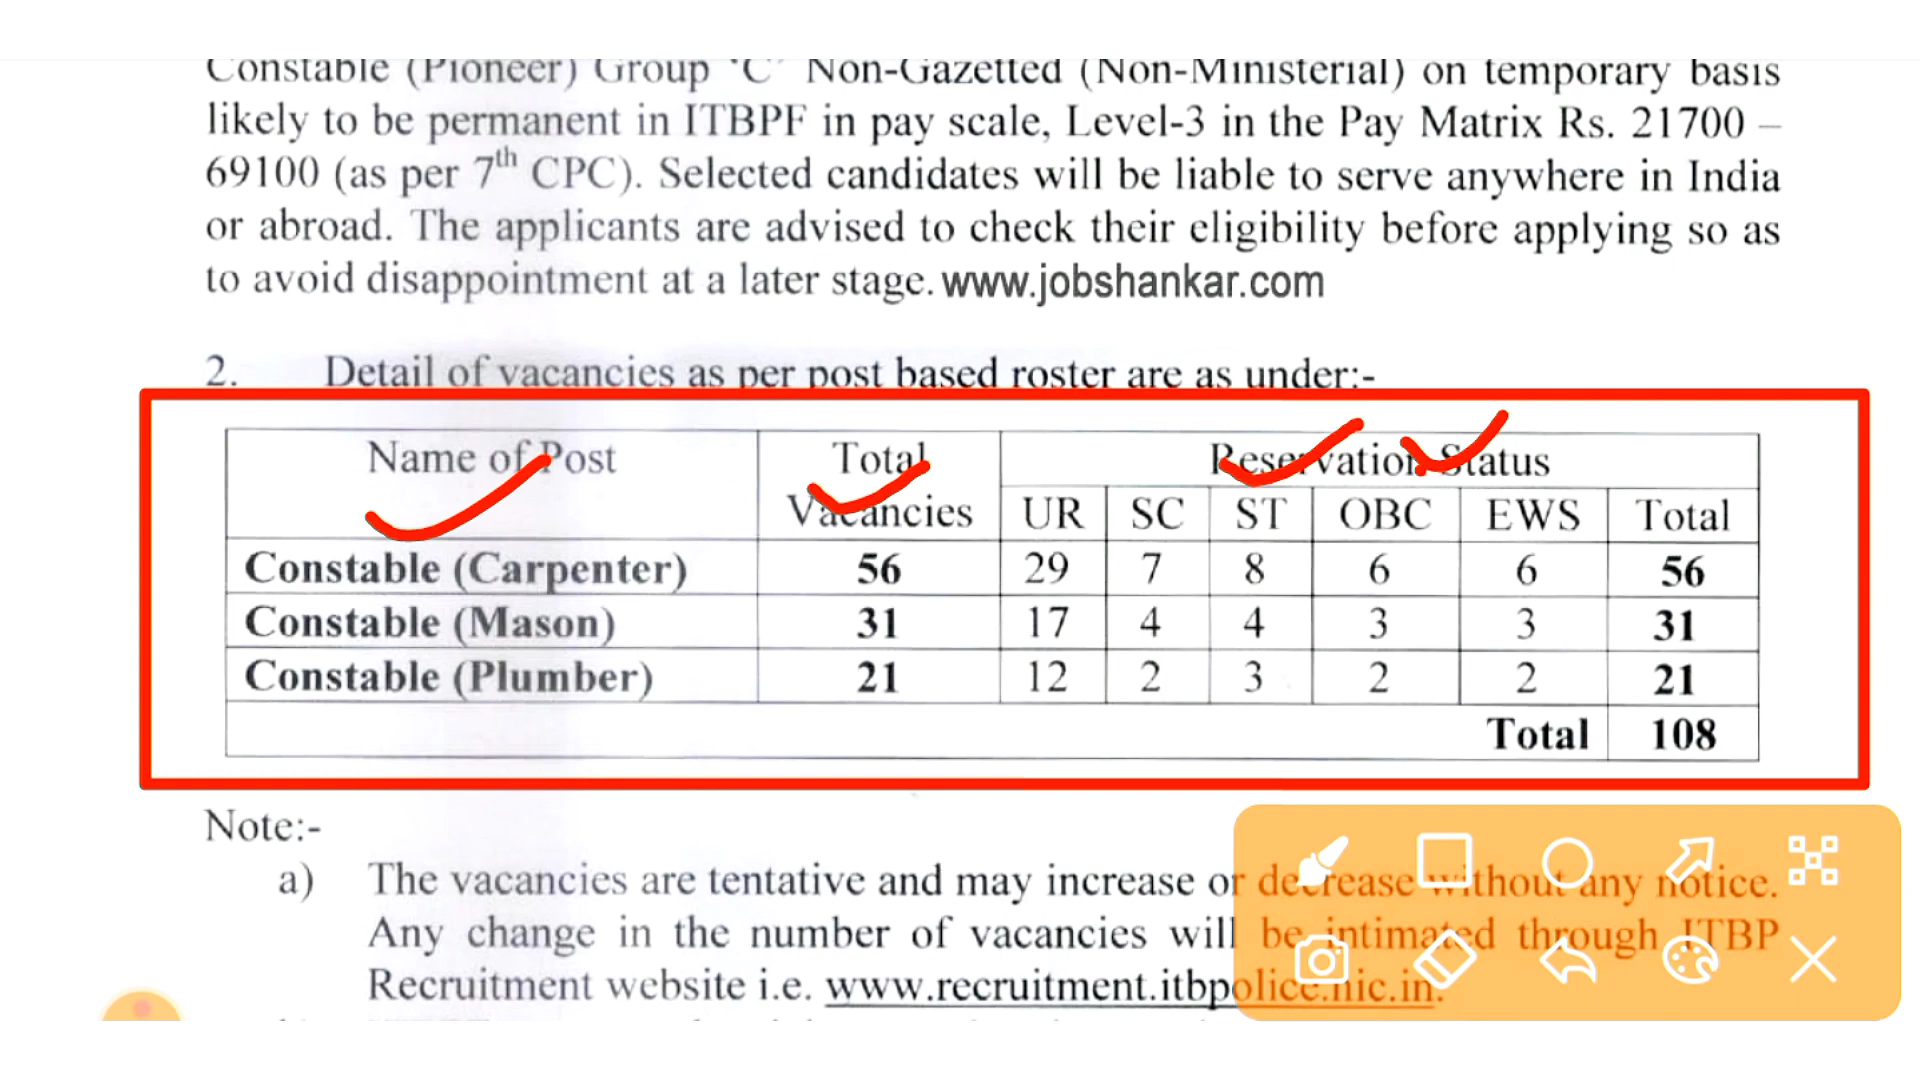 Constable (Pioneer) Group 'C' Non-Gazetted (Non-Ministerial) on temporary basis
likely to be permanent in ITBPF in pay scale, Level-3 in the Pay Matrix Rs. 21700 –
69100 (as per 7th CPC). Selected candidates will be liable to serve anywhere in India
or abroad. The applicants are advised to check their eligibility before applying so as
to avoid disappointment at a later stage. www.jobshankar.com
2. Detail of vacancies as per post based roster are as under:-
Name of Post Total Vacancies Reservation Status
UR SC ST OBC EWS Total
Constable (Carpenter) 56 29 7 8 6 6 56
Constable (Mason) 31 17 4 4 3 3 31
Constable (Plumber) 21 12 2 3 2 2 21
Total 108
Note:-
a) The vacancies are tentative and may increase or decrease without any notice.
Any change in the number of vacancies will be intimated through ITBP
Recruitment website i.e. www.recruitment.itbpolice.nic.in.